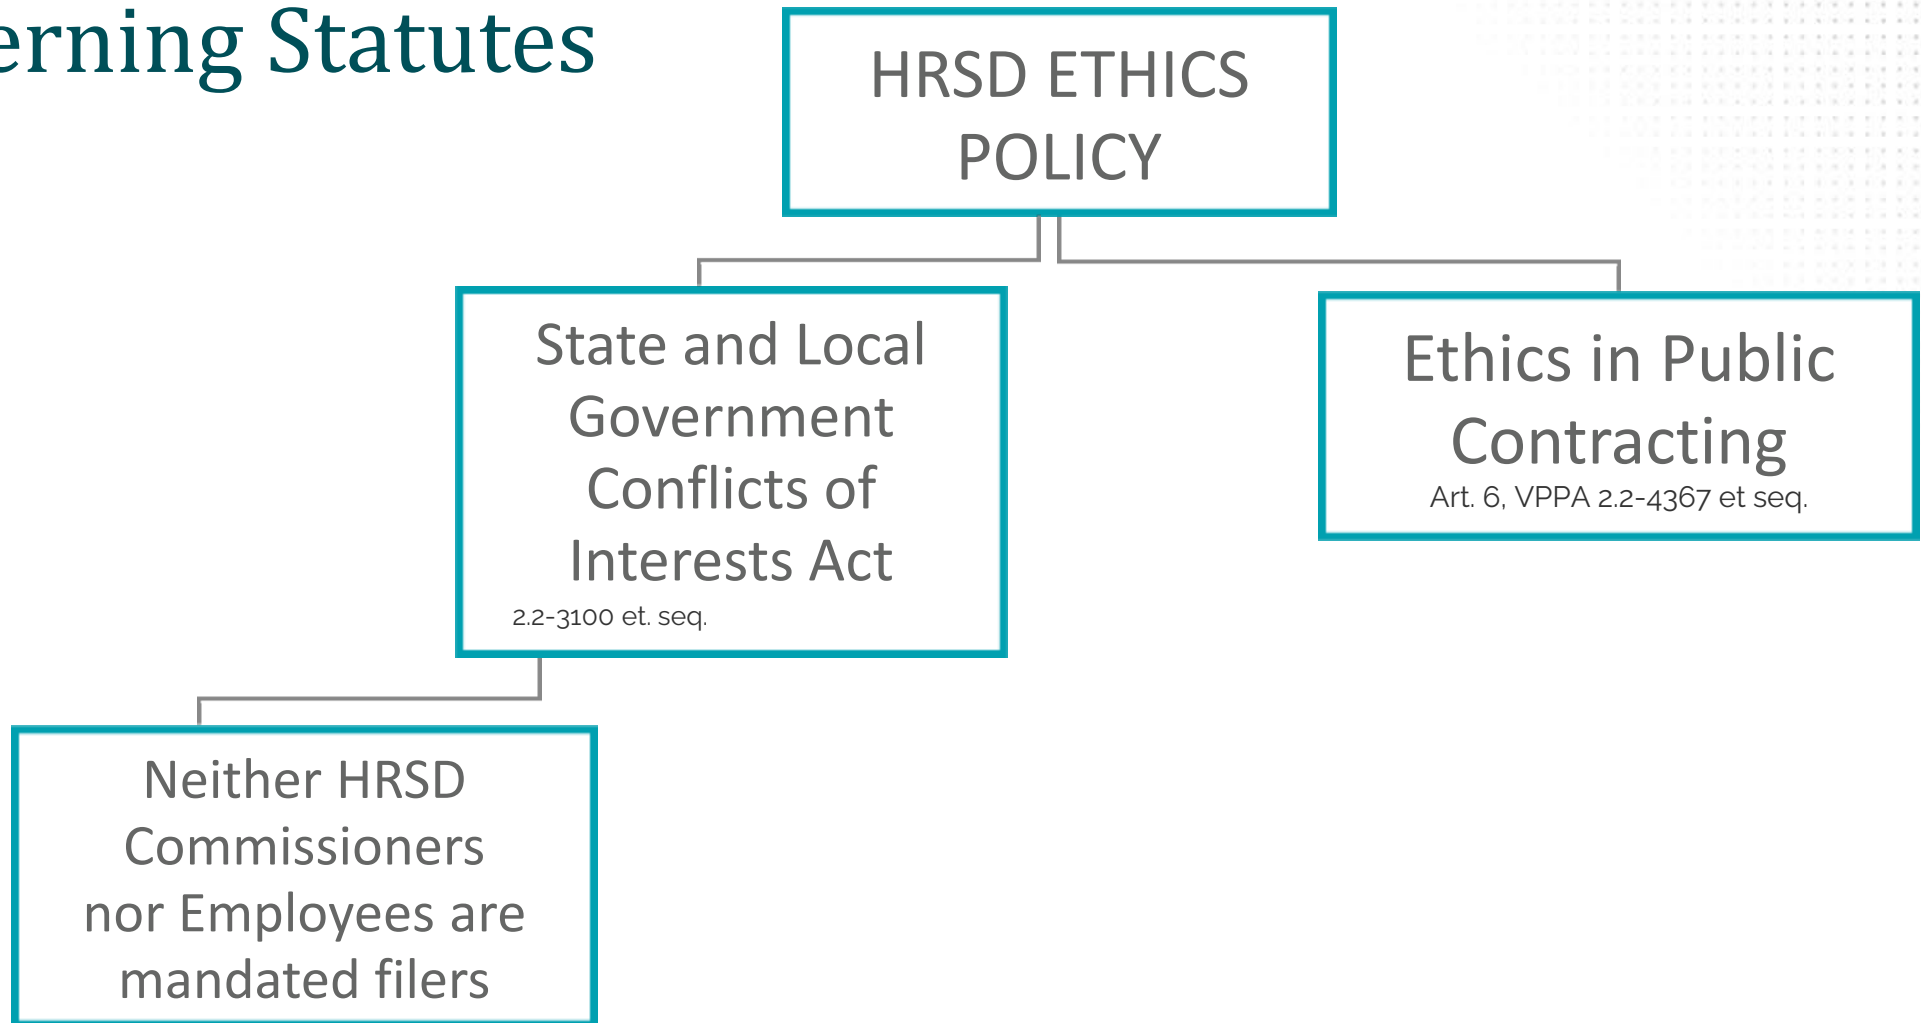 erning Statutes
HRSD ETHICS
POLICY
State and Local
Government
Conflicts of
Interests Act
2.2-3100 et. seq.
Ethics in Public
Contracting
Art. 6, VPPA 2.2-4367 et seq.
Neither HRSD
Commissioners
nor Employees are
mandated filers